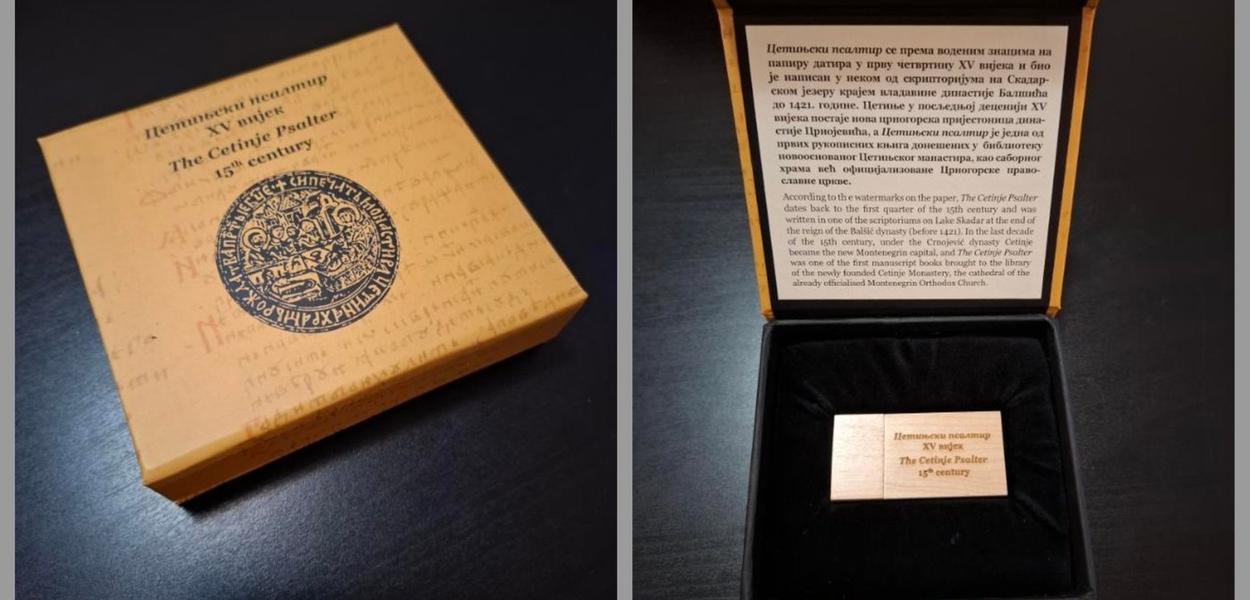 Цетињски псалтир
XV вијек
The Cetinje Psalter
15th century
Цетињски псалтир се према воденим знацима на
папиру датира у прву четвртину XV вијека и био
је написан у неком од скрипторијума на Скадар-
ском језеру крајем владавине династије Балшића
до 1421. године. Цетиње у посљедњој деценији XV
вијека постаје нова црногорска пријестоница дина-
стије Црнојевића, а Цетињски псалтир је једна од
првих рукописних књига донешених у библиотеку
новооснованог Цетињског манастира, као саборног
храма већ официјализоване Црногорске право-
славне цркве.
According to th e watermarks on the paper, The Cetinje Psalter
dates back to the first quarter of the 15th century and was
written in one of the scriptoriums on Lake Skadar at the end of
the reign of the Balšić dynasty (before 1421). In the last decade
of the 15th century, under the Crnojević dynasty Cetinje
became the new Montenegrin capital, and The Cetinje Psalter
was one of the first manuscript books brought to the library
of the newly founded Cetinje Monastery, the cathedral of the
already officialised Montenegrin Orthodox Church.
Цетињски псалтир
XV вијек
The Cetinje Psalter
15th century